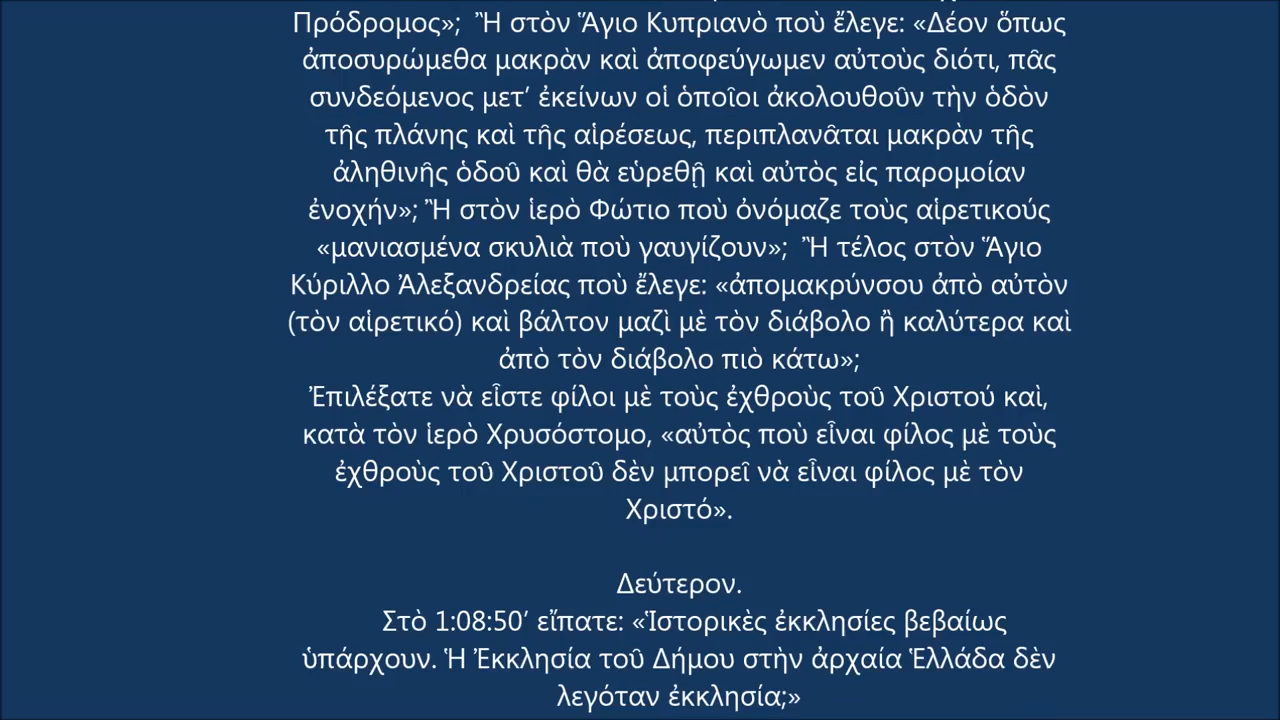 Πρόδρομος»; Ἢ στὸν Ἅγιο Κυπριανὸ ποὺ ἔλεγε: «Δέον ὅπως
ἀποσυρώμεθα μακρὰν καὶ ἀποφεύγωμεν αὐτοὺς διότι, πᾶς
συνδεόμενος μετ’ ἐκείνων οἱ ὁποῖοι ἀκολουθοῦν τὴν ὁδὸν
τῆς πλάνης καὶ τῆς αἱρέσεως, περιπλανᾶται μακρὰν τῆς
ἀληθινῆς ὁδοῦ καὶ θὰ εὑρεθῇ καὶ αὐτὸς εἰς παρομοίαν
ἐνοχήν»; Ἢ στὸν ἱερὸ Φώτιο ποὺ ὀνόμαζε τοὺς αἱρετικούς
«μανιασμένα σκυλιὰ ποὺ γαυγίζουν»; Ἢ τέλος στὸν Ἅγιο
Κύριλλο Ἀλεξανδρείας ποὺ ἔλεγε: «ἀπομακρύνσου ἀπὸ αὐτὸν
(τὸν αἱρετικό) καὶ βάλτον μαζὶ μὲ τὸν διάβολο ἢ καλύτερα καὶ
ἀπὸ τὸν διάβολο πιὸ κάτω»;
Ἐπιλέξατε νὰ εἶστε φίλοι μὲ τοὺς ἐχθροὺς τοῦ Χριστού καὶ,
κατὰ τὸν ἱερὸ Χρυσόστομο, «αὐτὸς ποὺ εἶναι φίλος μὲ τοὺς
ἐχθροὺς τοῦ Χριστοῦ δὲν μπορεῖ νὰ εἶναι φίλος μὲ τὸν
Χριστό».
Δεύτερον.
Στὸ 1:08:50’ εἴπατε: «Ἱστορικὲς ἐκκλησίες βεβαίως
ὑπάρχουν. Ἡ Ἐκκλησία τοῦ Δήμου στὴν ἀρχαία Ἑλλάδα δὲν
λεγόταν ἐκκλησία;»